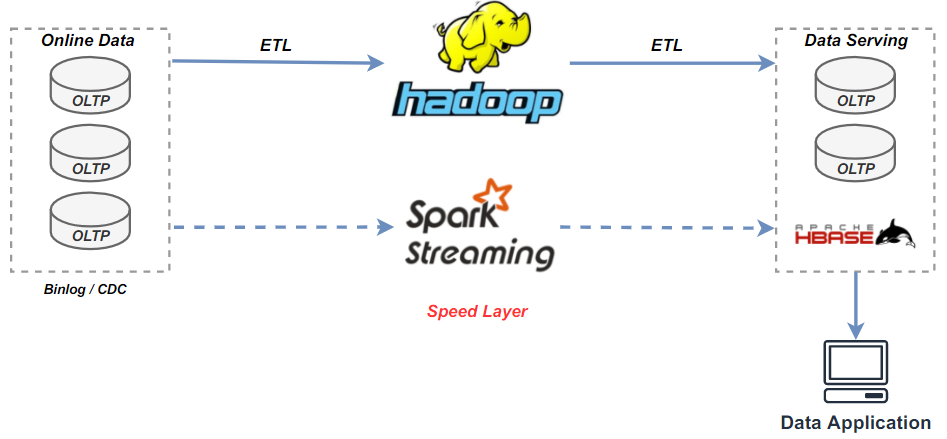 Online Data
ETL
ETL
Data Serving
OLTP
OLTP
OLTP
hadoop
OLTP
OLTP
Spark
Streaming
APACHE
HBASE
Binlog / CDC
Speed Layer
Data Application